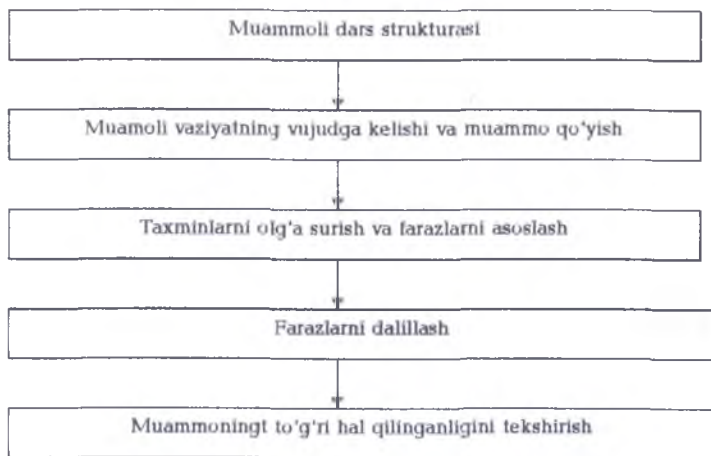 Muammoli dars strukturasi
Muamoli vaziyatning vujudga kelishi va muammo qo'yish
Taxminlarni olg'a surish va farazlarni asoslash
Farazlarni dalillash
Muammoningt to'g'ri hal qilinganligini tekshirish